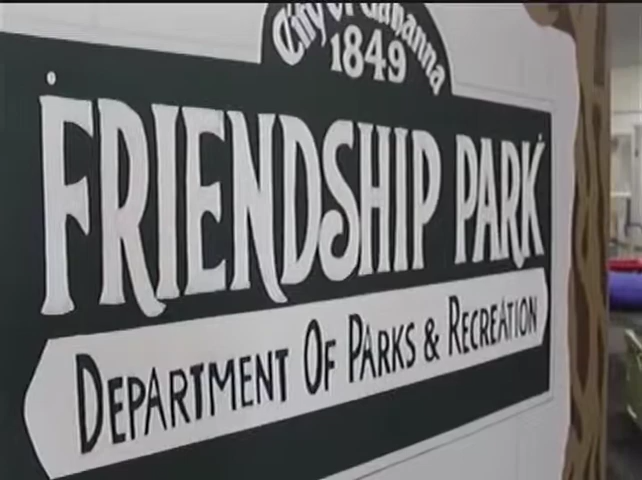 City of Gahanna
1849
FRIENDSHIP PARK
DEPARTMENT OF PARKS & RECREATION